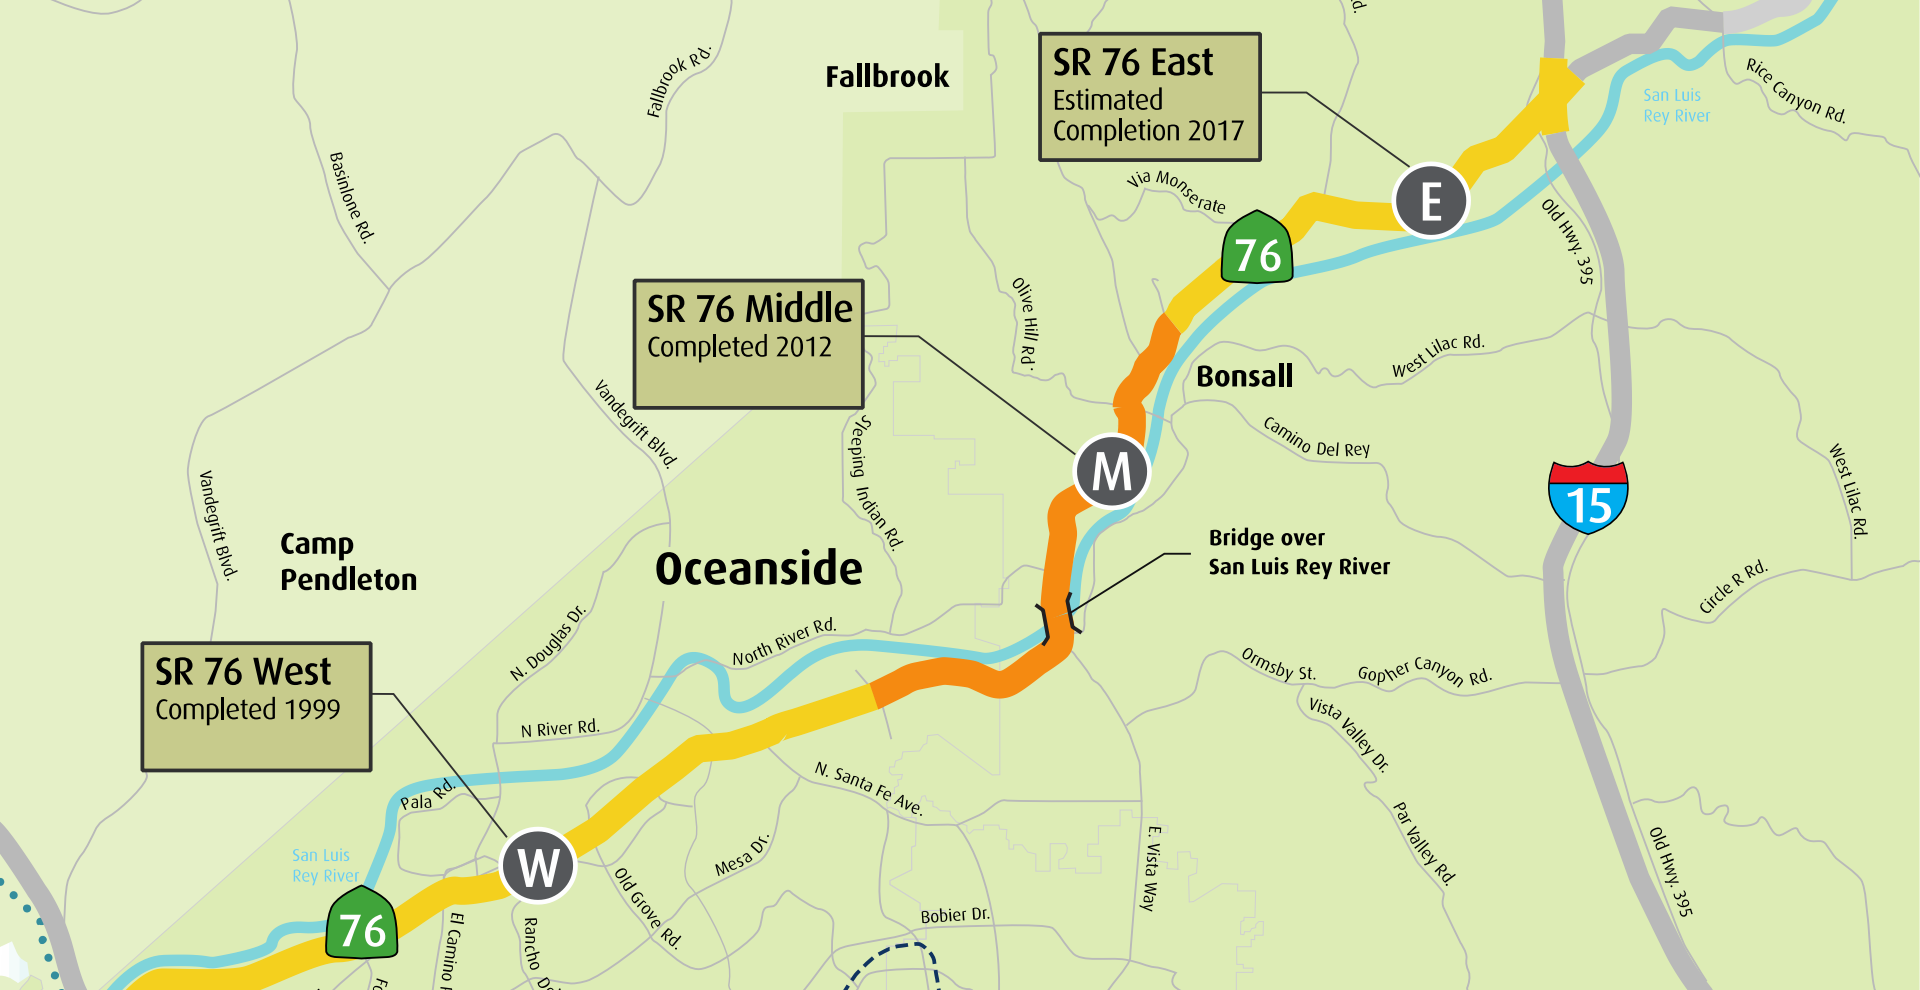 Rd.
Fallbrook Rd.
Fallbrook
SR 76 East
Estimated
Completion 2017
Rice Canyon Rd.
San Luis
Rey River
Basinlone Rd.
Via Monserate
E
76
Old Hwy. 395
SR 76 Middle
Completed 2012
Olive Hill Rd.
Bonsall
West Lilac Rd.
Vandegrift Blvd.
Sleeping Indian Rd.
Camino Del Rey
M
West Lilac Rd.
15
Vandegrift Blvd.
Camp
Pendleton
Oceanside
Bridge over
San Luis Rey River
Circle R Rd.
N. Douglas Dr.
North River Rd.
SR 76 West
Completed 1999
Ormsby St.
Gopher Canyon Rd.
N River Rd.
Vista Valley Dr.
Pala Rd.
N. Santa Fe Ave.
Par Valley Rd.
San Luis
Rey River
W
Mesa Dr.
E. Vista Way
Old Hwy. 395
Old Grove Rd.
76
El Camino
Rancho
Bobier Dr.